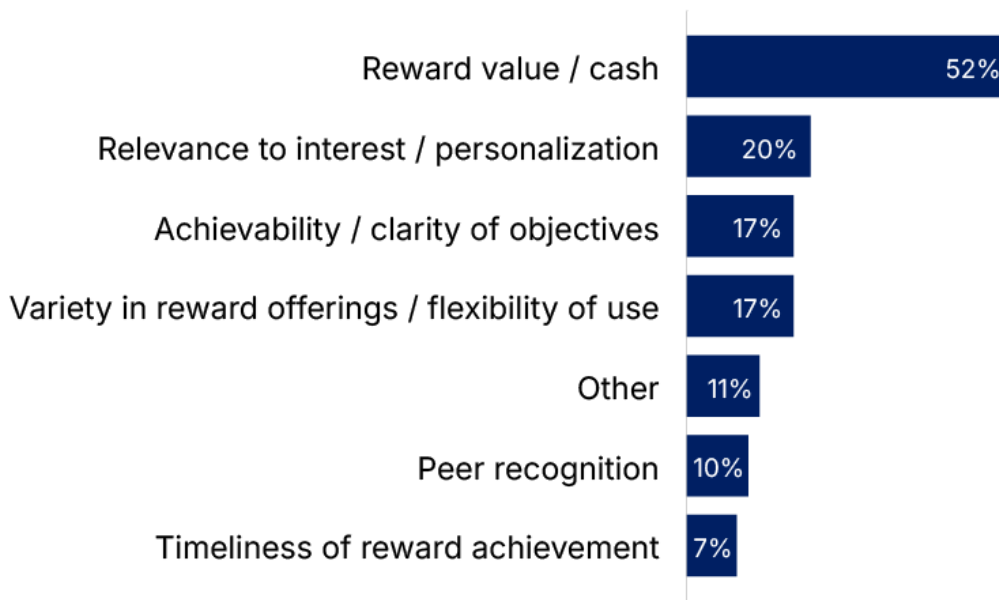 Reward value / cash 52%
Relevance to interest / personalization 20%
Achievability / clarity of objectives 17%
Variety in reward offerings / flexibility of use 17%
Other 11%
Peer recognition 10%
Timeliness of reward achievement 7%